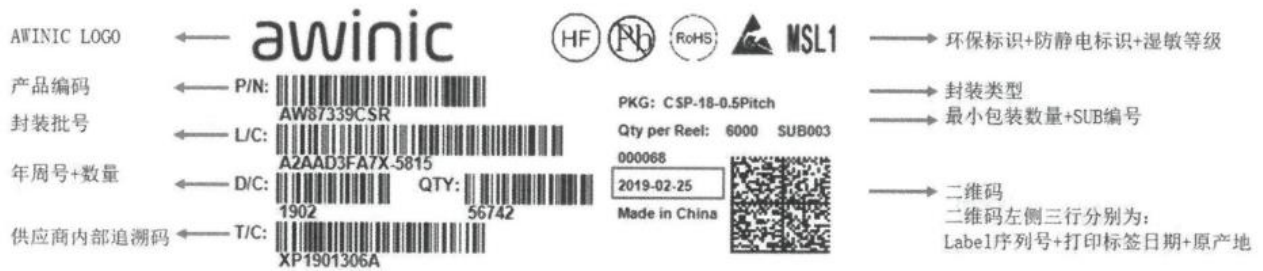 AWINIC LOGO
awinic
HF
Pb
RoHS
MSL1
环保标识+防静电标识+湿敏等级
产品编码
P/N:
AW87339CSR
PKG: CSP-18-0.5Pitch
封装类型
封装批号
L/C:
A2AAD3FA7X-5815
Qty per Reel: 6000 SUB003
最小包装数量+SUB编号
000068
年周号+数量
D/C:
1902
QTY:
56742
2019-02-25
Made in China
二维码
二维码左侧三行分别为:
Label序列号+打印标签日期+原产地
供应商内部追溯码
T/C:
XP1901306A